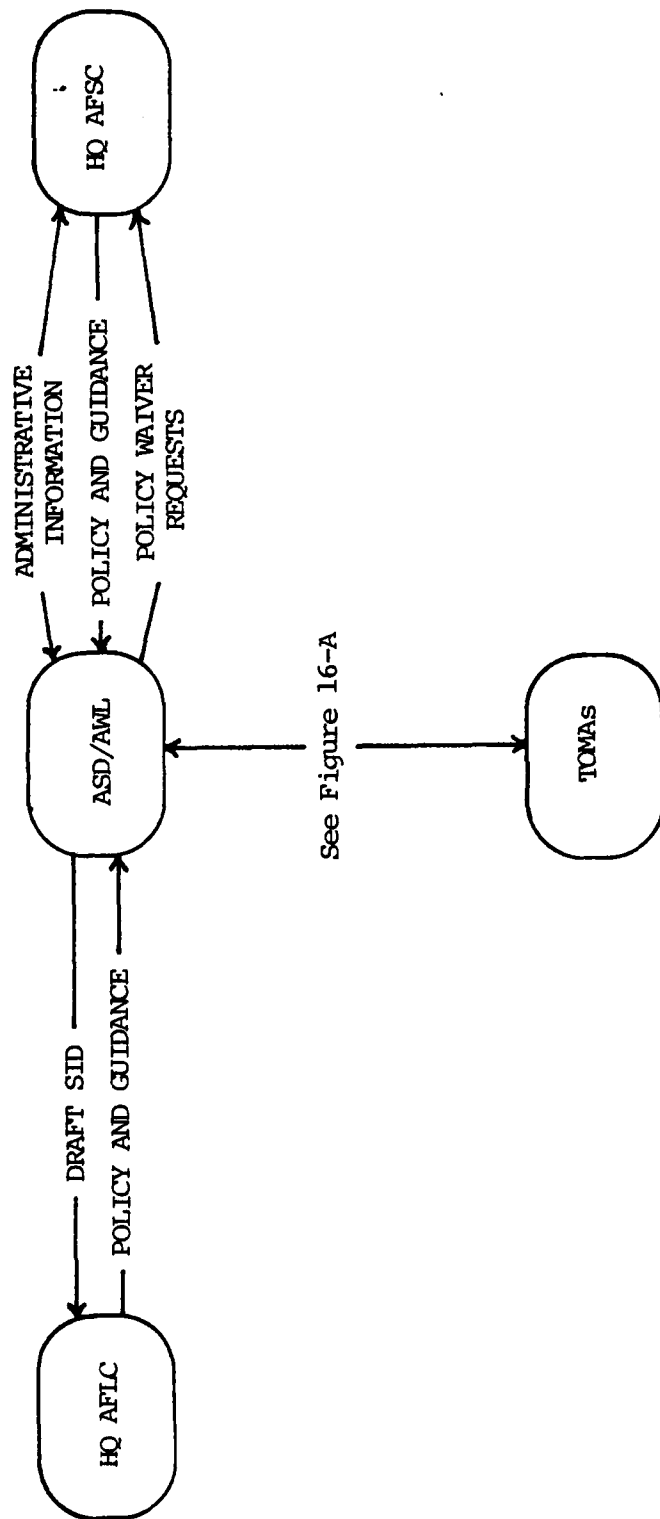 HQ AFLC
DRAFT SID
POLICY AND GUIDANCE
ASD/AWL
ADMINISTRATIVE
INFORMATION
POLICY AND GUIDANCE
POLICY WAIVER
REQUESTS
HQ AFSC
See Figure 16-A
TOMAs